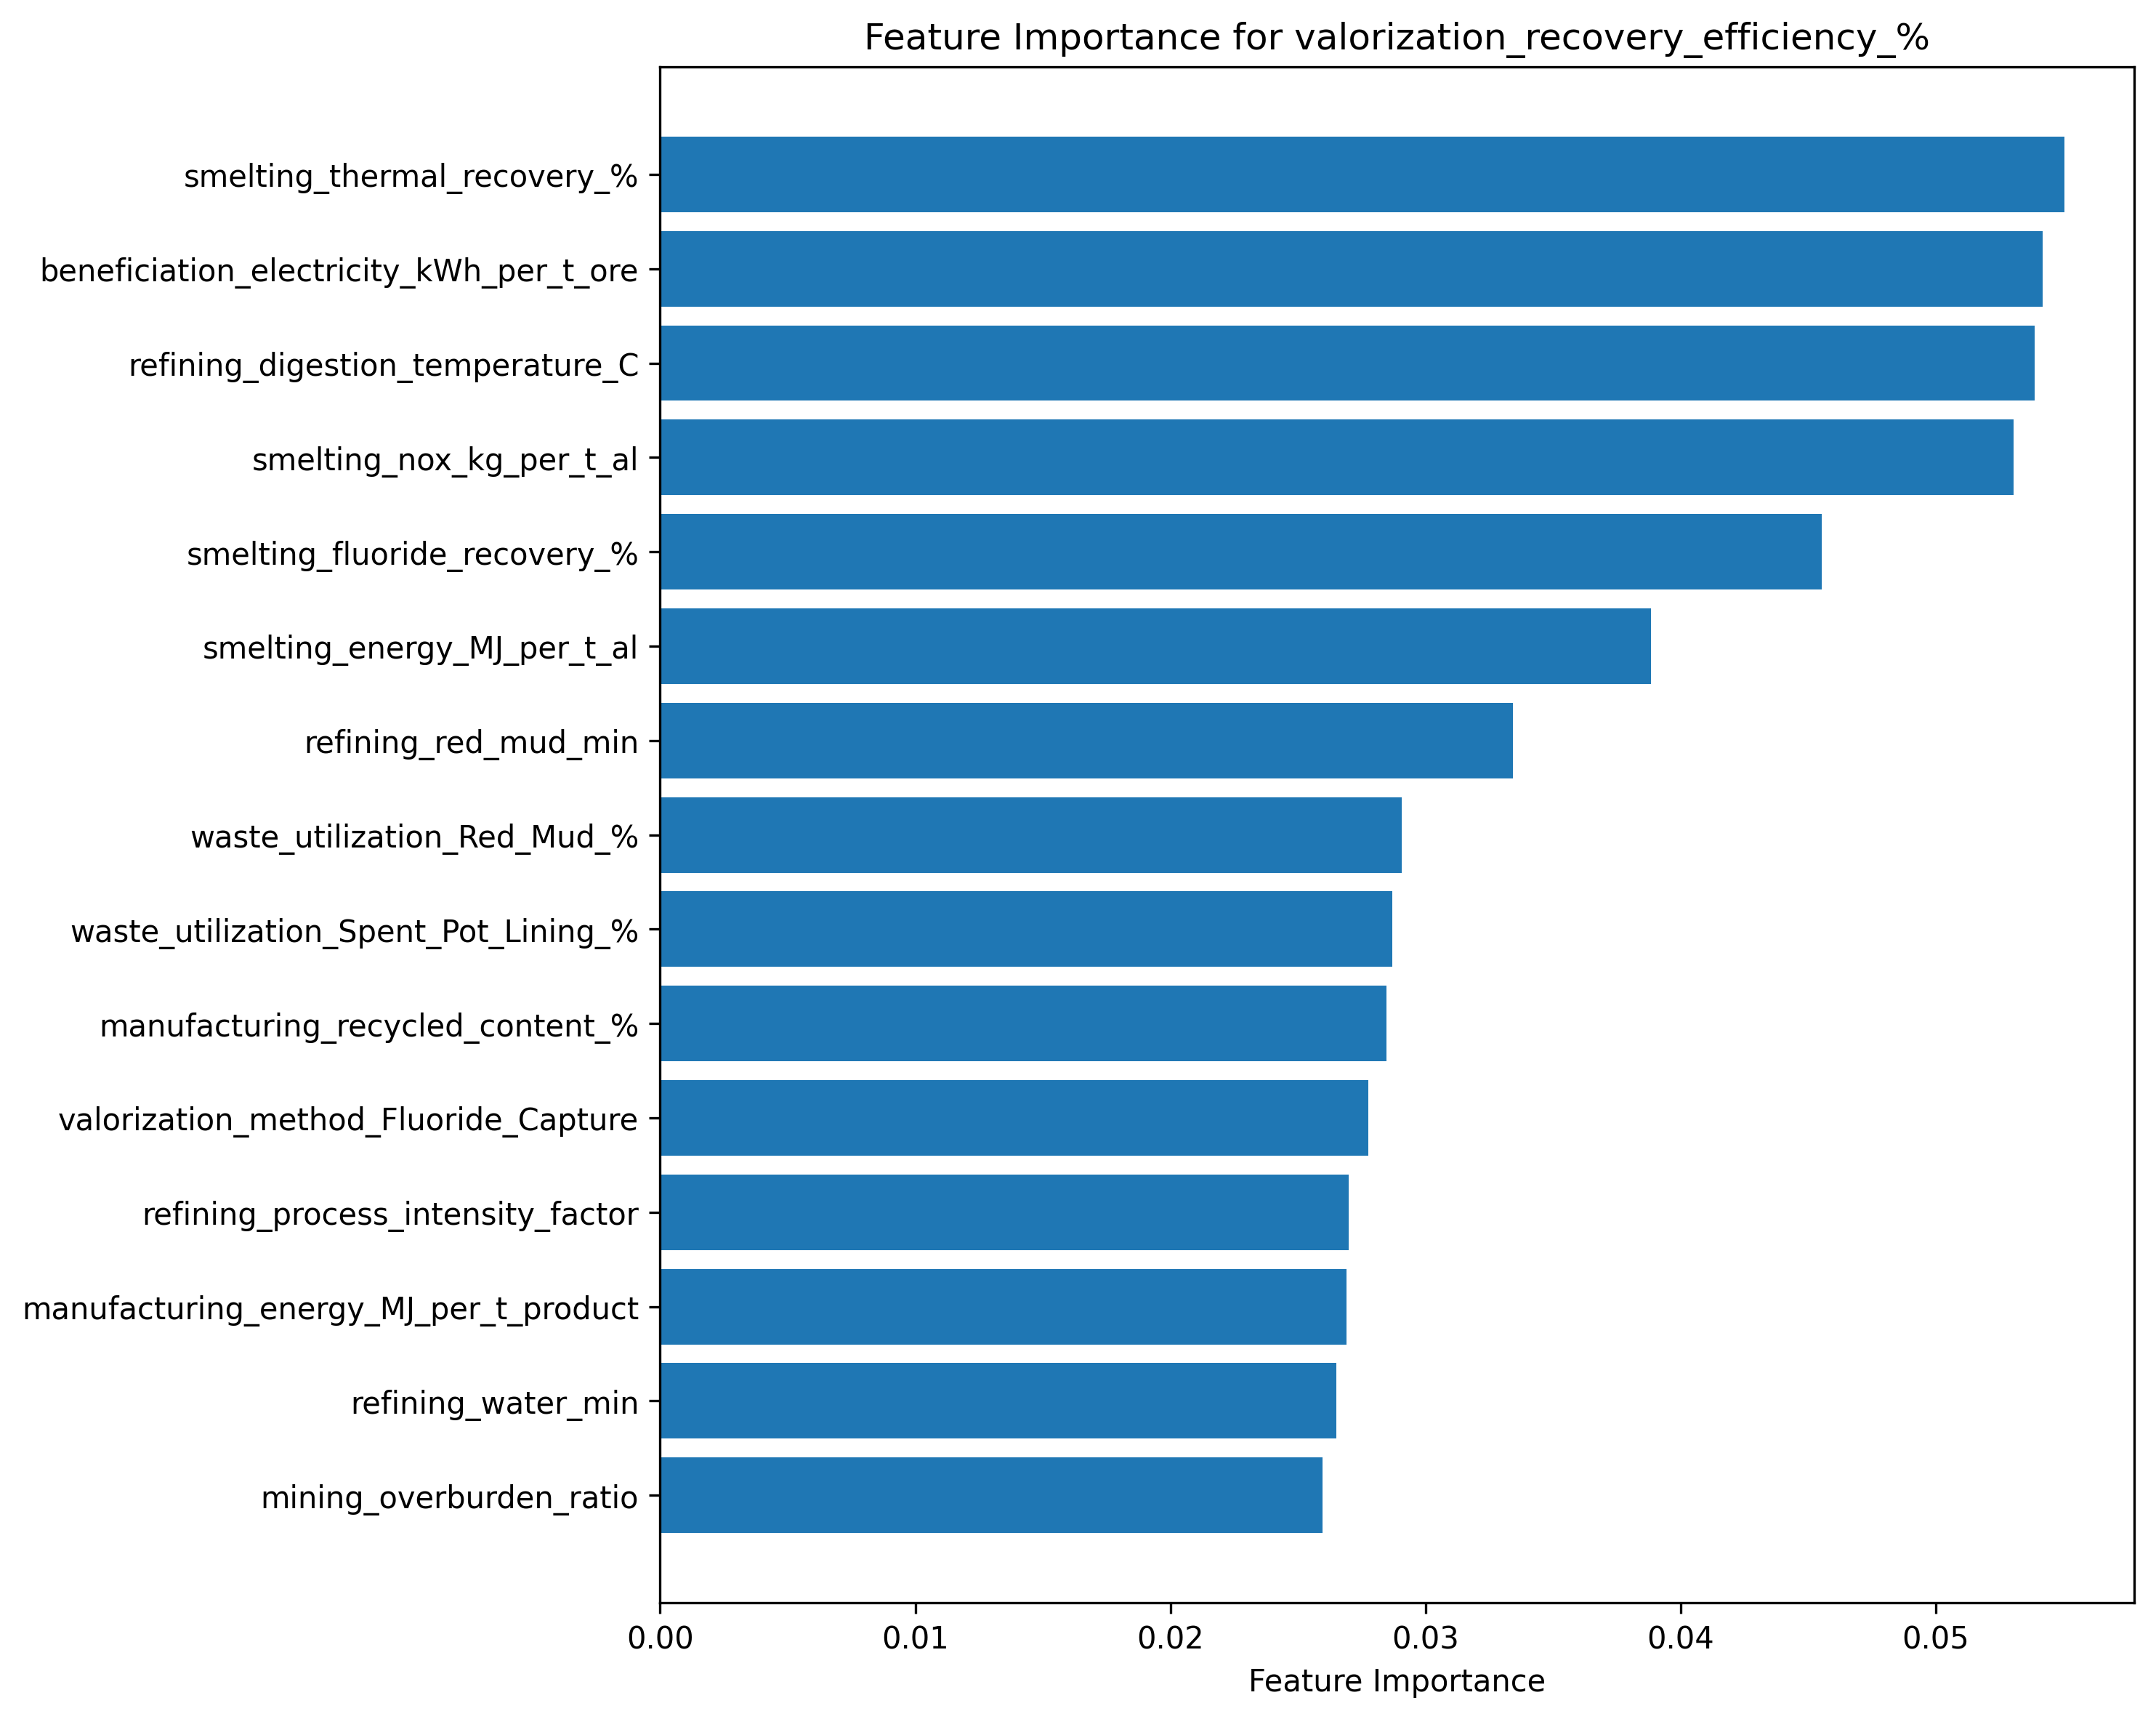 Feature Importance for valorization_recovery_efficiency_%
smelting_thermal_recovery_%
beneficiation_electricity_kWh_per_t_ore
refining_digestion_temperature_C
smelting_nox_kg_per_t_al
smelting_fluoride_recovery_%
smelting_energy_MJ_per_t_al
refining_red_mud_min
waste_utilization_Red_Mud_%
waste_utilization_Spent_Pot_Lining_%
manufacturing_recycled_content_%
valorization_method_Fluoride_Capture
refining_process_intensity_factor
manufacturing_energy_MJ_per_t_product
refining_water_min
mining_overburden_ratio
0.00 0.01 0.02 0.03 0.04 0.05
Feature Importance